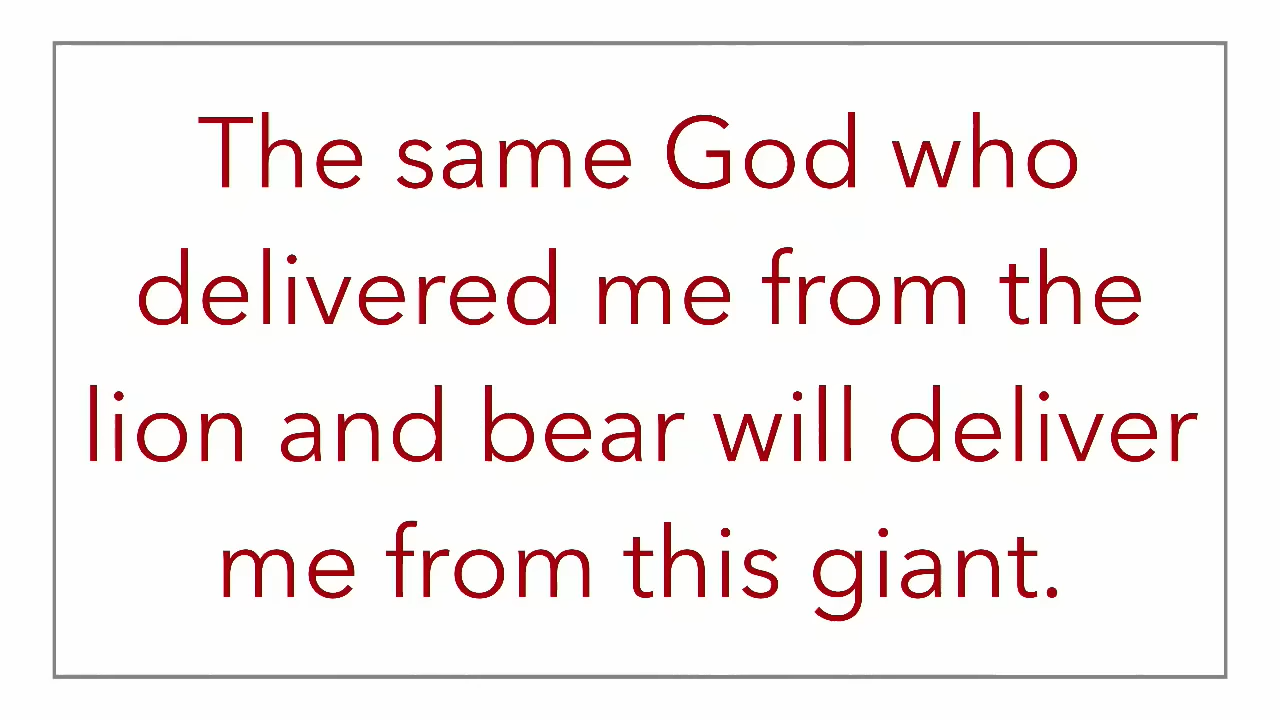 The same God who
delivered me from the
lion and bear will deliver
me from this giant.